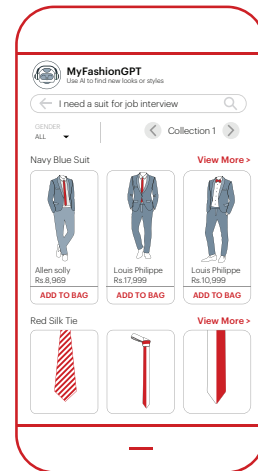 MyFashionGPT
Use AI to find new looks or styles
I need a suit for job interview
GENDER
ALL
Collection 1
Navy Blue Suit View More >
Allen solly Louis Philippe Louis Philippe
Rs.8,969 Rs.17,999 Rs.10,999
ADD TO BAG ADD TO BAG ADD TO BAG
Red Silk Tie View More >